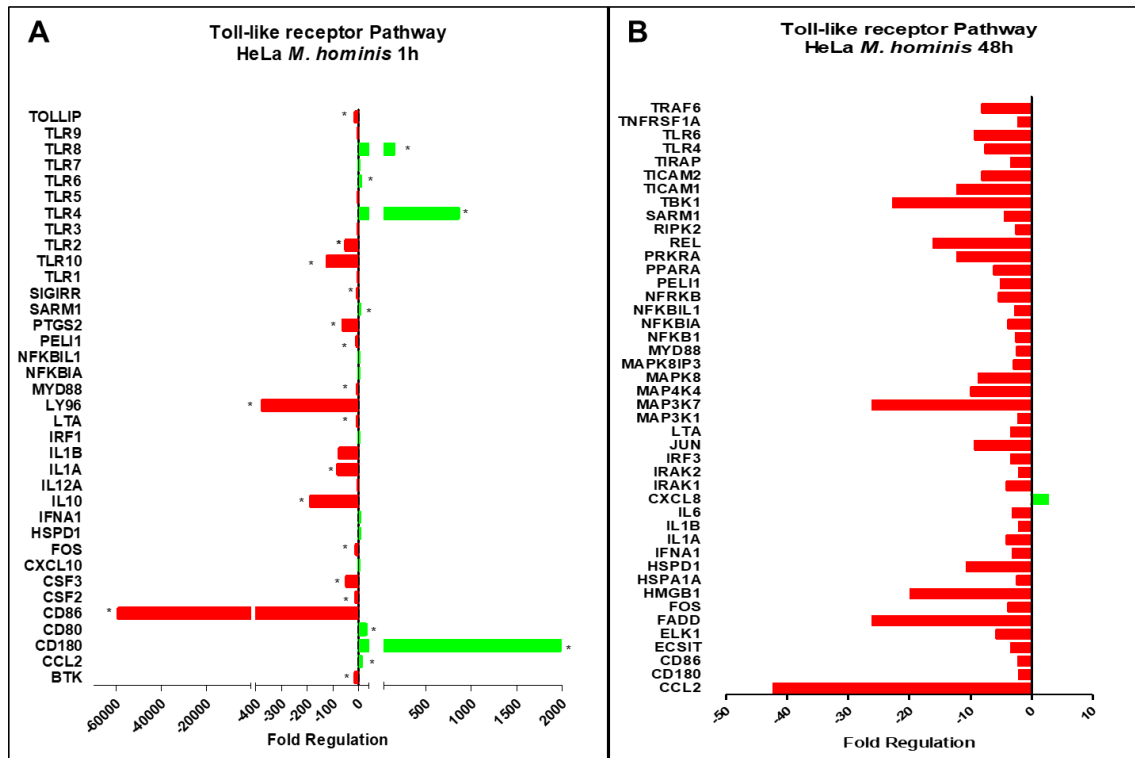 A
Toll-like receptor Pathway
HeLa M. hominis 1h
TOLLIP *
TLR9
TLR8 *
TLR7
TLR6 *
TLR5
TLR4 *
TLR3
TLR2 *
TLR10 *
TLR1
SIGIRR *
SARM1 *
PTGS2 *
PELI1 *
NFKBIL1
NFKBIA
MYD88 *
LY96 *
LTA *
IRF1
IL1B
IL1A *
IL12A
IL10 *
IFNA1
HSPD1
FOS *
CXCL10
CSF3 *
CSF2 *
CD86 *
CD80 *
CD180 *
CCL2 *
BTK *
-60000 -40000 -20000 -400 -300 -200 -100 0 500 1000 1500 2000
Fold Regulation
B
Toll-like receptor Pathway
HeLa M. hominis 48h
TRAF6
TNFRSF1A
TLR6
TLR4
TIRAP
TICAM2
TICAM1
TBK1
SARM1
RIPK2
REL
PRKRA
PPARA
PELI1
NFRKB
NFKBIL1
NFKBIA
NFKB1
MYD88
MAPK8IP3
MAPK8
MAP4K4
MAP3K7
MAP3K1
LTA
JUN
IRF3
IRAK2
IRAK1
CXCL8
IL6
IL1B
IL1A
IFNA1
HSPD1
HSPA1A
HMGB1
FOS
FADD
ELK1
ECSIT
CD86
CD180
CCL2
-50 -40 -30 -20 -10 0 10
Fold Regulation